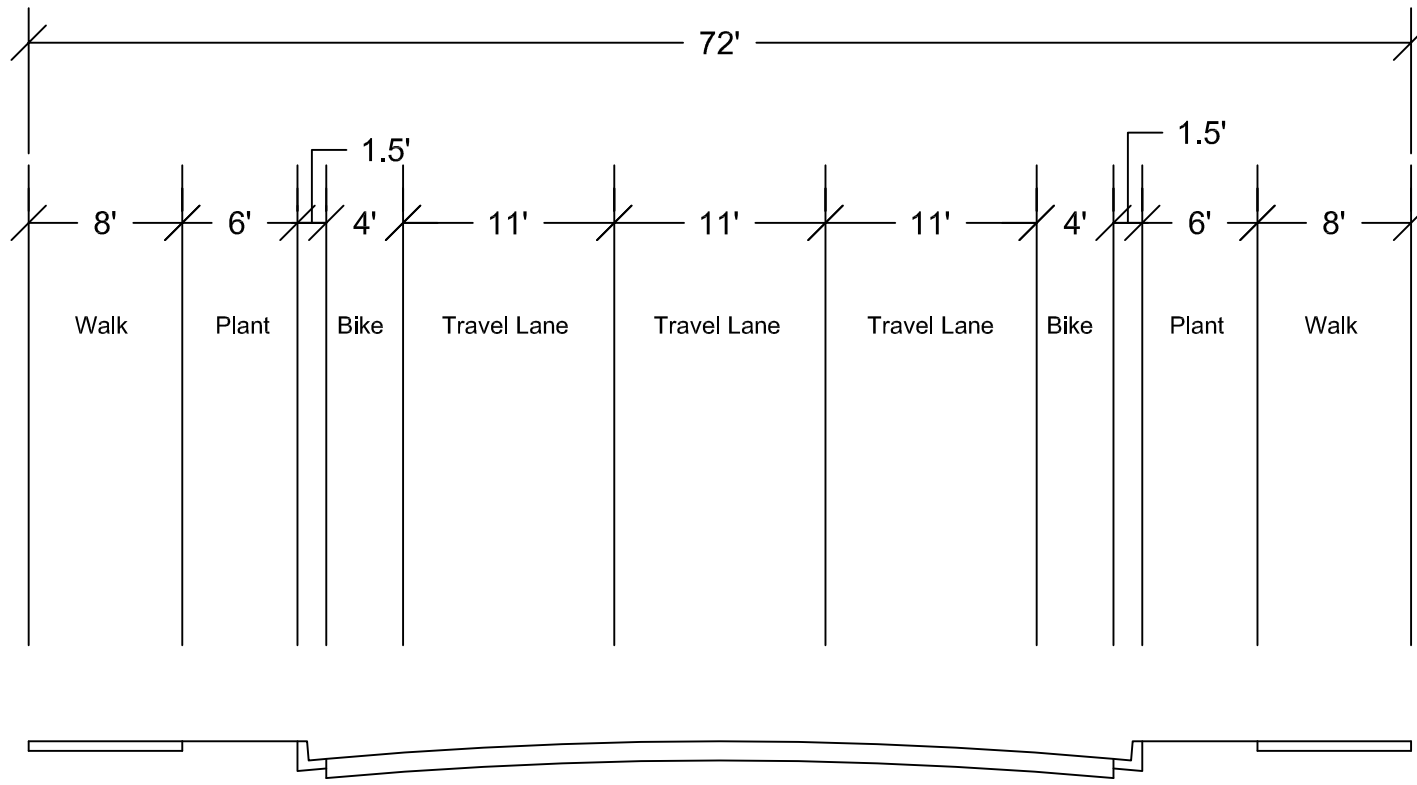 72'
1.5' 1.5'
8' 6' 4' 11' 11' 11' 4' 6' 8'
Walk Plant Bike Travel Lane Travel Lane Travel Lane Bike Plant Walk